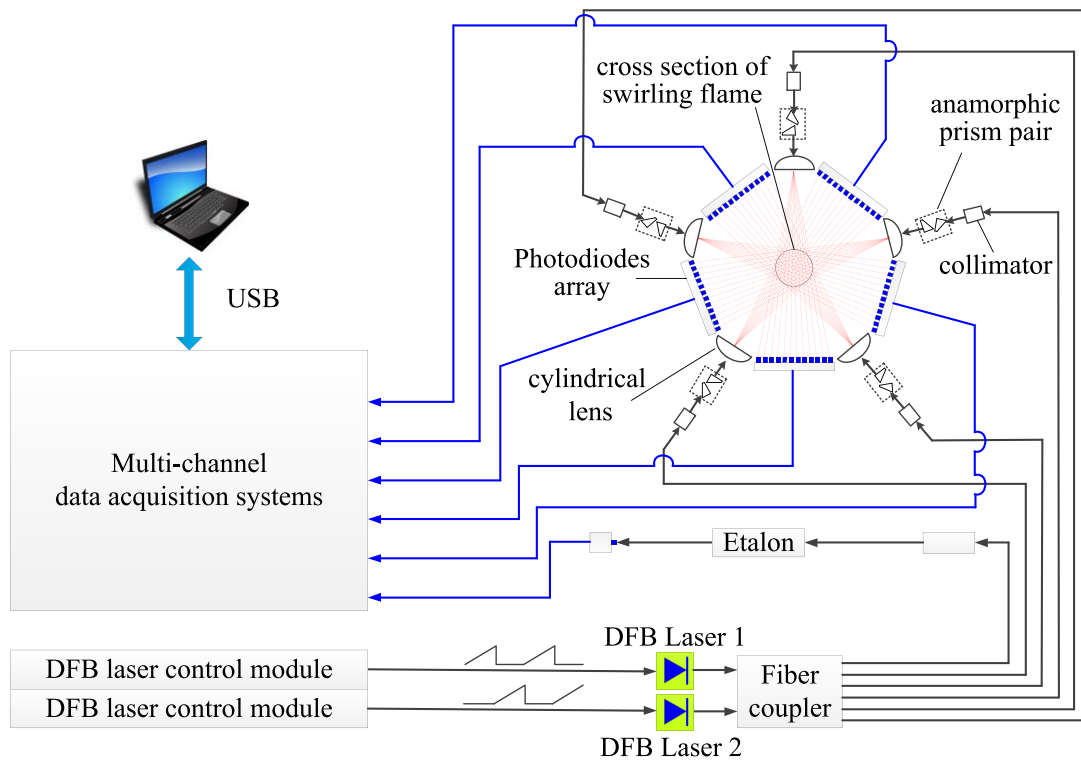 cross section of
swirling flame
anamorphic
prism pair
Photodiodes
array
collimator
USB
cylindrical
lens
Multi-channel
data acquisition systems
Etalon
DFB Laser 1
DFB laser control module
Fiber
coupler
DFB laser control module
DFB Laser 2